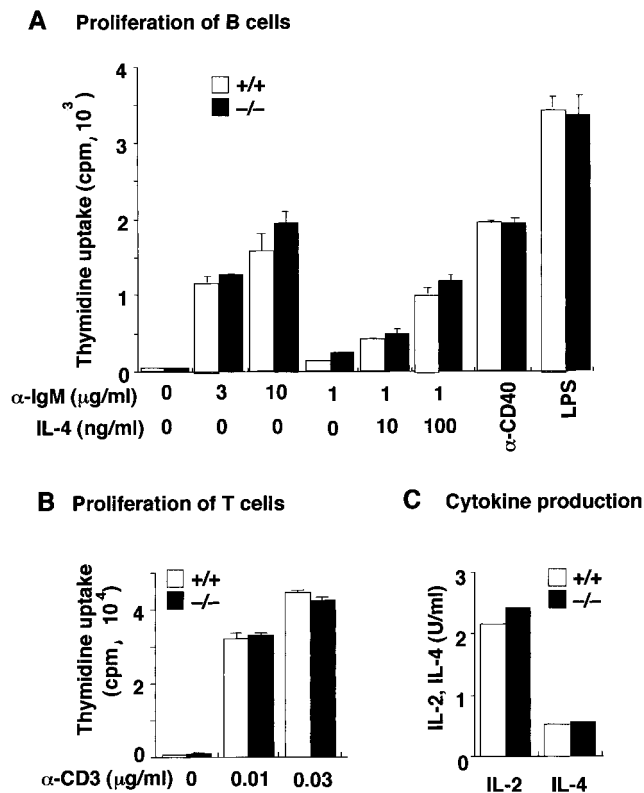 A Proliferation of B cells
Thymidine uptake (cpm, 10³)
4
3
2
1
0
+/+
−/−
α-IgM (μg/ml) 0 3 10 1 1 1
IL-4 (ng/ml) 0 0 0 0 10 100
α-CD40
LPS
B Proliferation of T cells
Thymidine uptake
(cpm, 10⁴)
4
2
0
+/+
−/−
α-CD3 (μg/ml) 0 0.01 0.03
C Cytokine production
IL-2, IL-4 (U/ml)
3
2
1
0
+/+
−/−
IL-2 IL-4